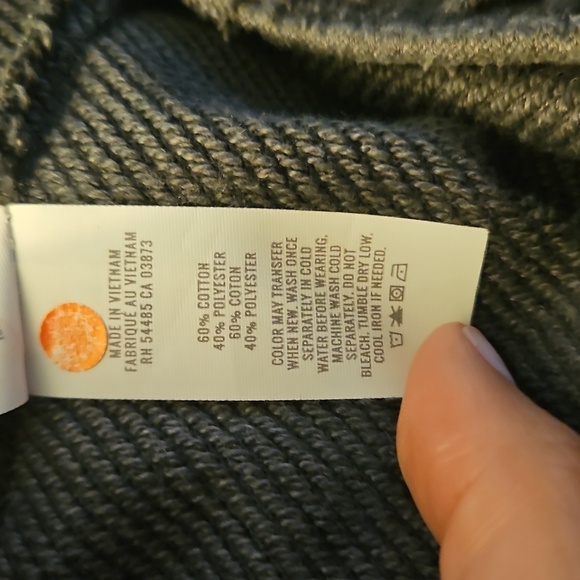 MADE IN VIETNAM
FABRIQUÉ AU VIETNAM
RN 54485 CA 03873
60% COTTON
40% POLYESTER
60% COTON
40% POLYESTER
COLOR MAY TRANSFER
WHEN NEW, WASH ONCE
SEPARATELY IN COLD
WATER BEFORE WEARING.
MACHINE WASH COLD
SEPARATELY. DO NOT
BLEACH. TUMBLE DRY LOW.
COOL IRON IF NEEDED.